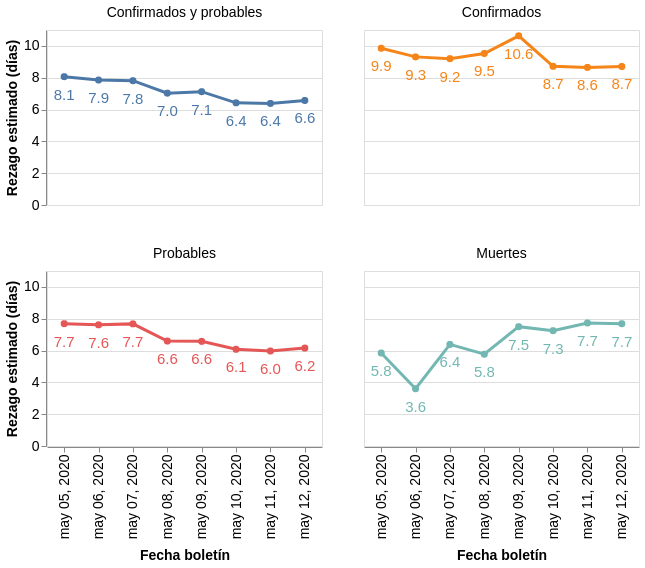 Confirmados y probables
Confirmados
Rezago estimado (días)
10
8
6
4
2
0
8.1 7.9 7.8 7.0 7.1 6.4 6.4 6.6
9.9 9.3 9.2 9.5 10.6 8.7 8.6 8.7
Probables
Muertes
Rezago estimado (días)
10
8
6
4
2
0
7.7 7.6 7.7 6.6 6.6 6.1 6.0 6.2
5.8 3.6 6.4 5.8 7.5 7.3 7.7 7.7
may 05, 2020
may 06, 2020
may 07, 2020
may 08, 2020
may 09, 2020
may 10, 2020
may 11, 2020
may 12, 2020
may 05, 2020
may 06, 2020
may 07, 2020
may 08, 2020
may 09, 2020
may 10, 2020
may 11, 2020
may 12, 2020
Fecha boletín
Fecha boletín